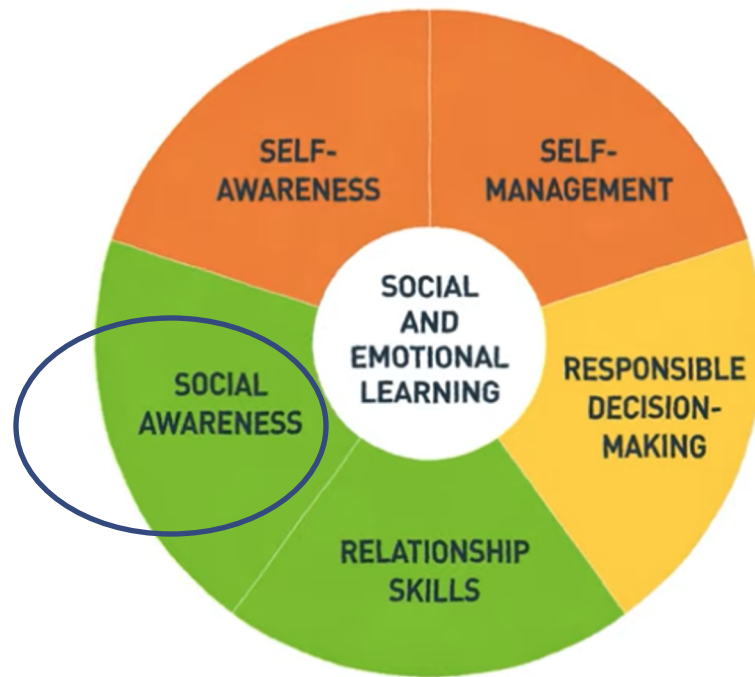 SELF-
AWARENESS
SELF-
MANAGEMENT
SOCIAL
AND
EMOTIONAL
LEARNING
SOCIAL
AWARENESS
RESPONSIBLE
DECISION-
MAKING
RELATIONSHIP
SKILLS